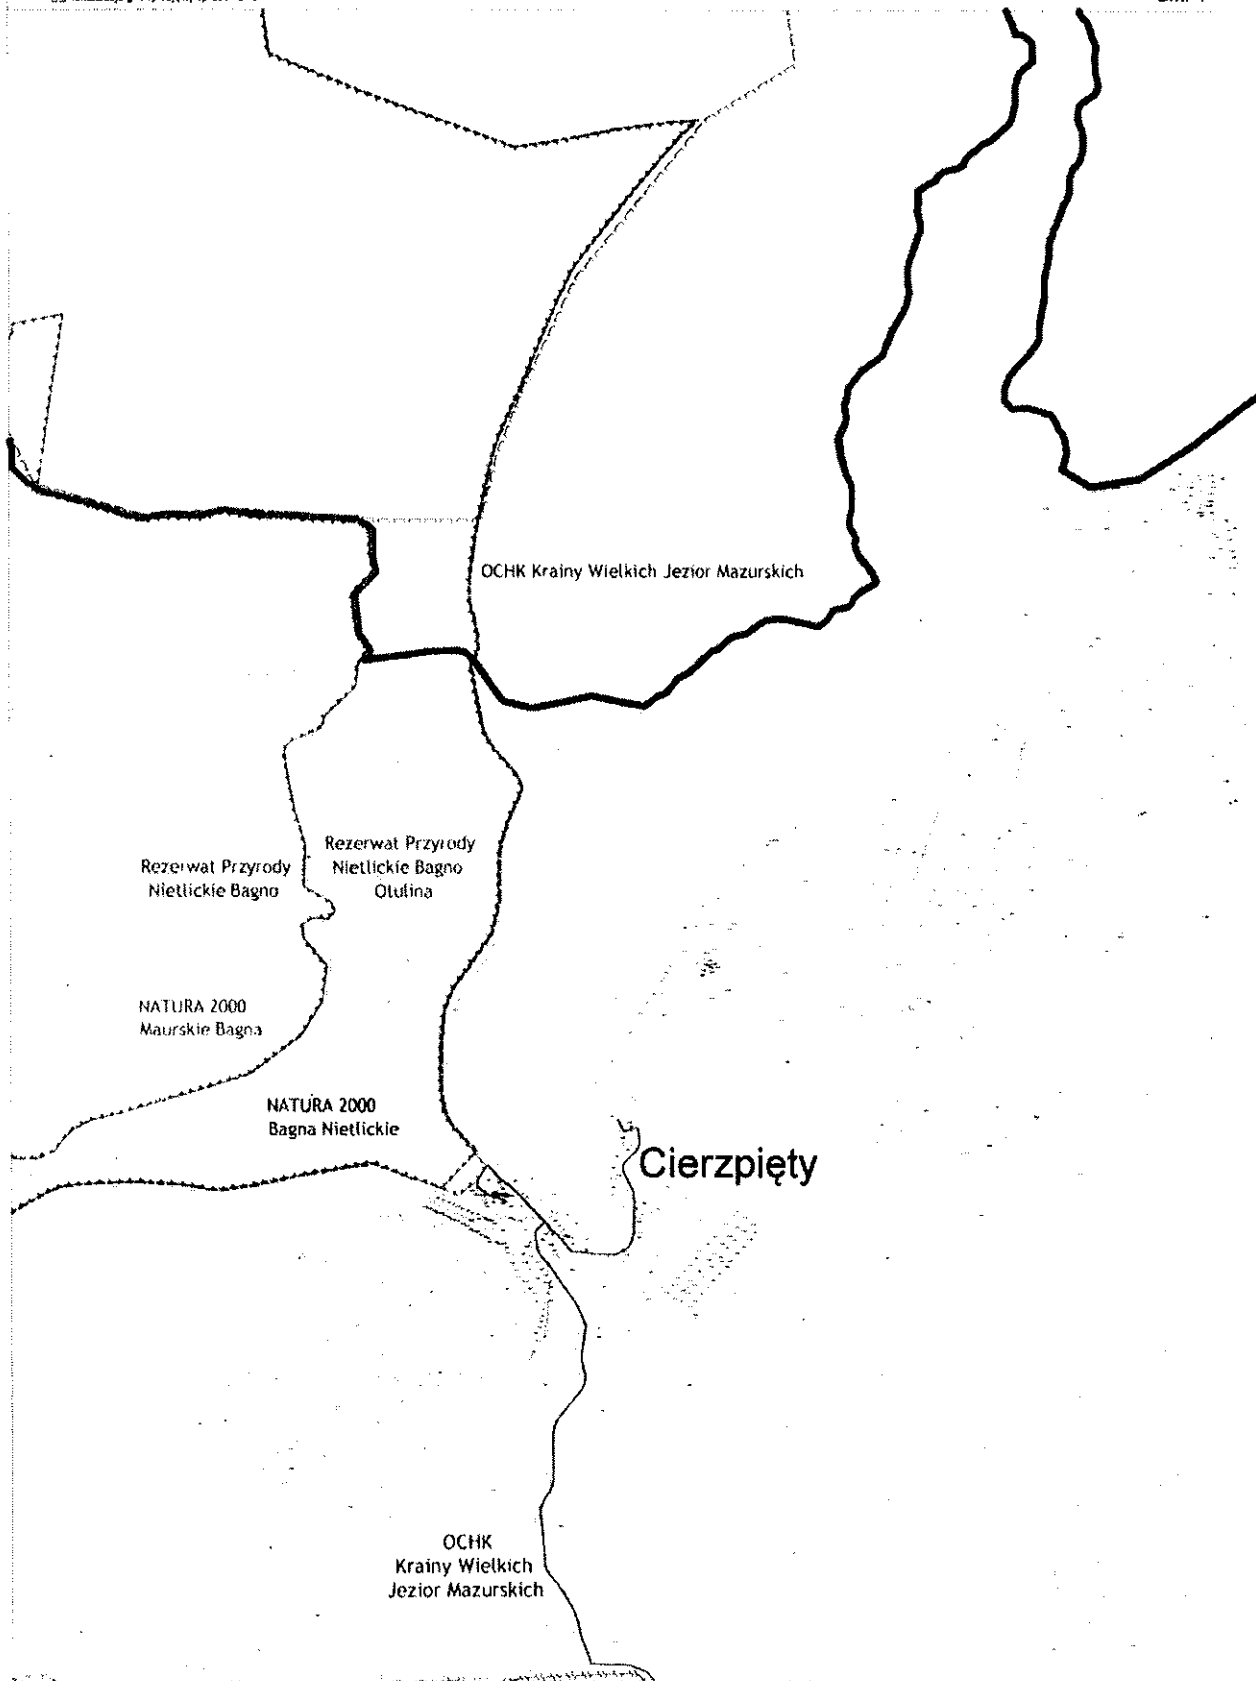 OCHK Krainy Wielkich Jezior Mazurskich
Rezerwat Przyrody
Nietlickie Bagno
Otulina
Rezerwat Przyrody
Nietlickie Bagno
NATURA 2000
Maurskie Bagna
NATURA 2000
Bagna Nietlickie
Cierzpięty
OCHK
Krainy Wielkich
Jezior Mazurskich